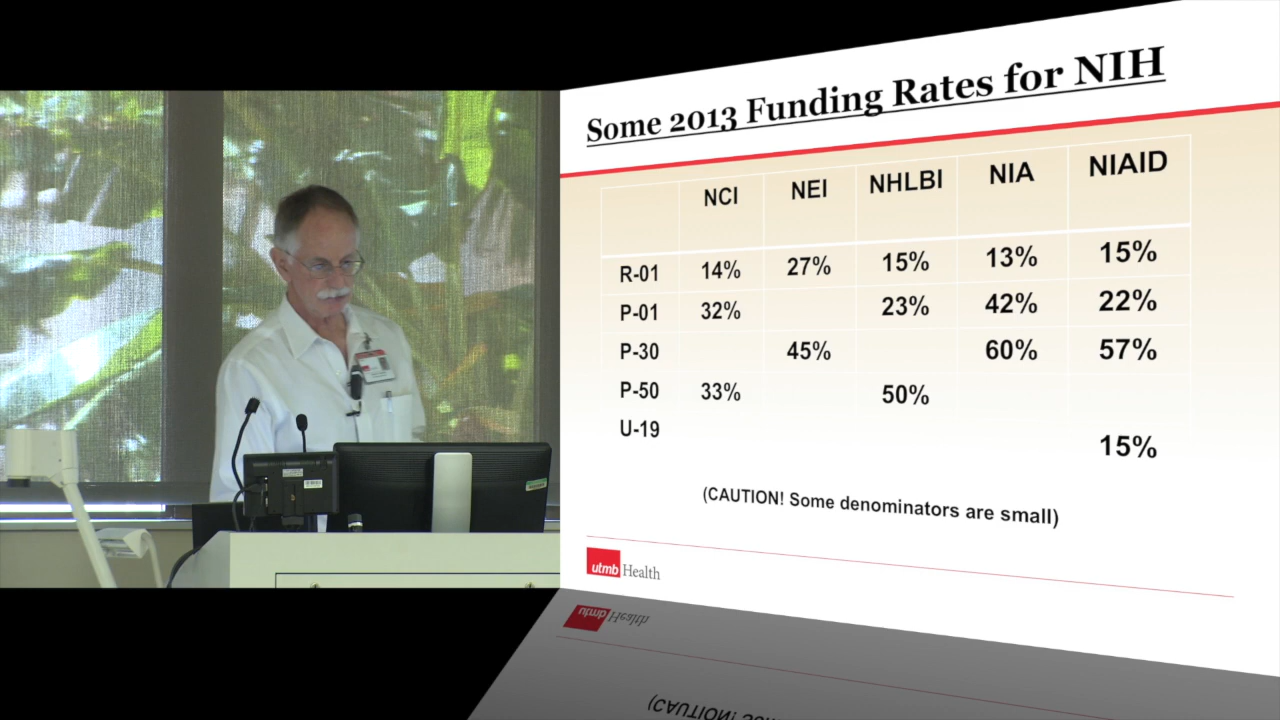 Some 2013 Funding Rates for NIH
NCI NEI NHLBI NIA NIAID
R-01 14% 27% 15% 13% 15%
P-01 32% 23% 42% 22%
P-30 45% 60% 57%
P-50 33% 50%
U-19 15%
(CAUTION! Some denominators are small)
utmb Health
utmb Health